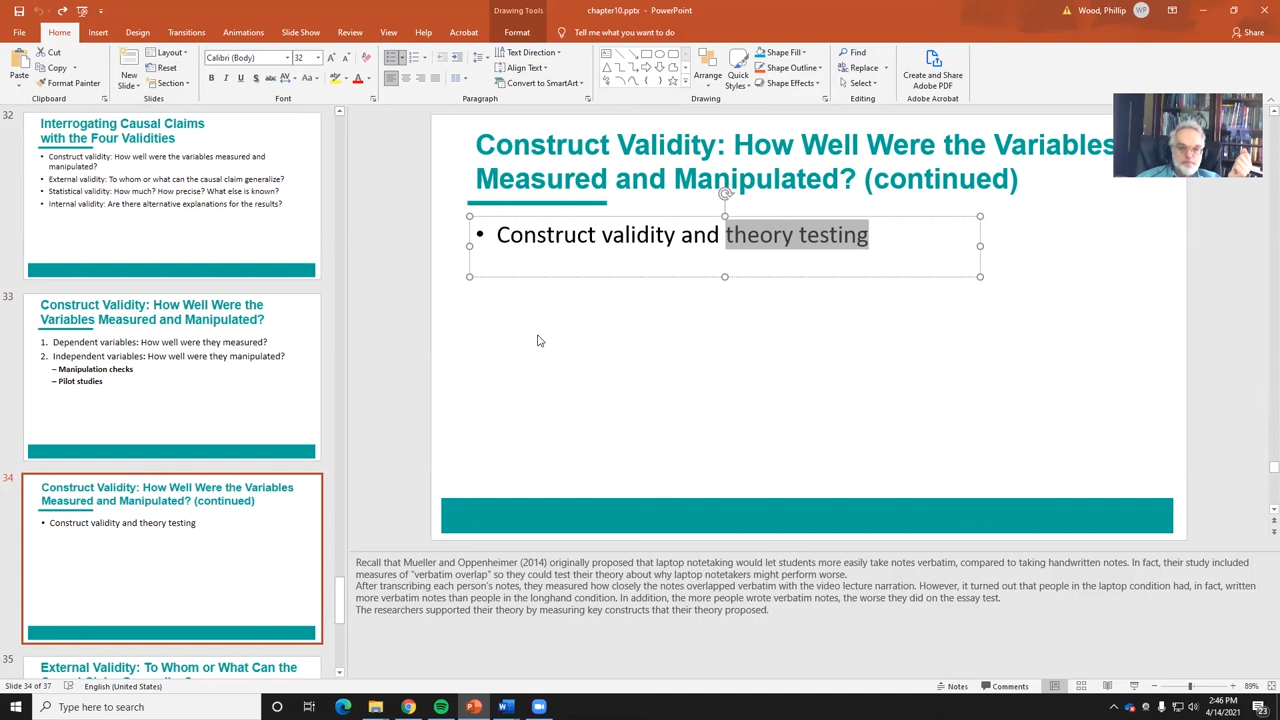 Drawing Tools
chapter10.pptx - PowerPoint
Wood, Phillip
WP
File
Home
Insert
Design
Transitions
Animations
Slide Show
Review
View
Help
Acrobat
Format
Tell me what you want to do
Share
Paste
Cut
Copy
Format Painter
Clipboard
New
Slide
Layout
Reset
Section
Slides
Calibri (Body)
32
Font
Paragraph
Text Direction
Align Text
Convert to SmartArt
Arrange
Quick
Styles
Shape Fill
Shape Outline
Shape Effects
Drawing
Find
Replace
Select
Editing
Create and Share
Adobe PDF
Adobe Acrobat
32
Interrogating Causal Claims
with the Four Validities
• Construct validity: How well were the variables measured and
manipulated?
• External validity: To whom or what can the causal claim generalize?
• Statistical validity: How much? How precise? What else is known?
• Internal validity: Are there alternative explanations for the results?
33
Construct Validity: How Well Were the
Variables Measured and Manipulated?
1. Dependent variables: How well were they measured?
2. Independent variables: How well were they manipulated?
– Manipulation checks
– Pilot studies
34
Construct Validity: How Well Were the Variables
Measured and Manipulated? (continued)
• Construct validity and theory testing
35
External Validity: To Whom or What Can the
Construct Validity: How Well Were the Variables
Measured and Manipulated? (continued)
• Construct validity and theory testing
Recall that Mueller and Oppenheimer (2014) originally proposed that laptop notetaking would let students more easily take notes verbatim, compared to taking handwritten notes. In fact, their study included
measures of "verbatim overlap" so they could test their theory about why laptop notetakers might perform worse.
After transcribing each person's notes, they measured how closely the notes overlapped verbatim with the video lecture narration. However, it turned out that people in the laptop condition had, in fact, written
more verbatim notes than people in the longhand condition. In addition, the more people wrote verbatim notes, the worse they did on the essay test.
The researchers supported their theory by measuring key constructs that their theory proposed.
Slide 34 of 37
English (United States)
Notes
Comments
89%
Type here to search
2:46 PM
4/14/2021